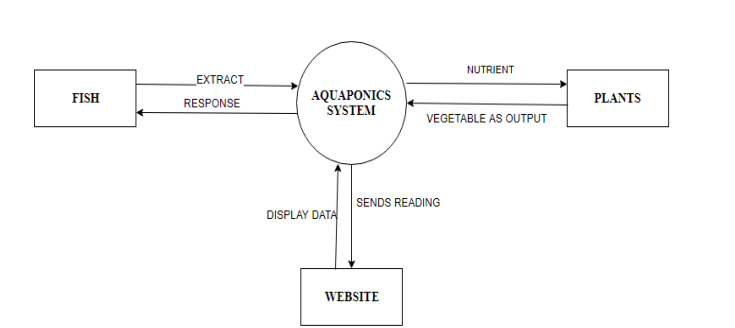 EXTRACT
NUTRIENT
FISH
RESPONSE
AQUAPONICS
SYSTEM
PLANTS
VEGETABLE AS OUTPUT
SENDS READING
DISPLAY DATA
WEBSITE